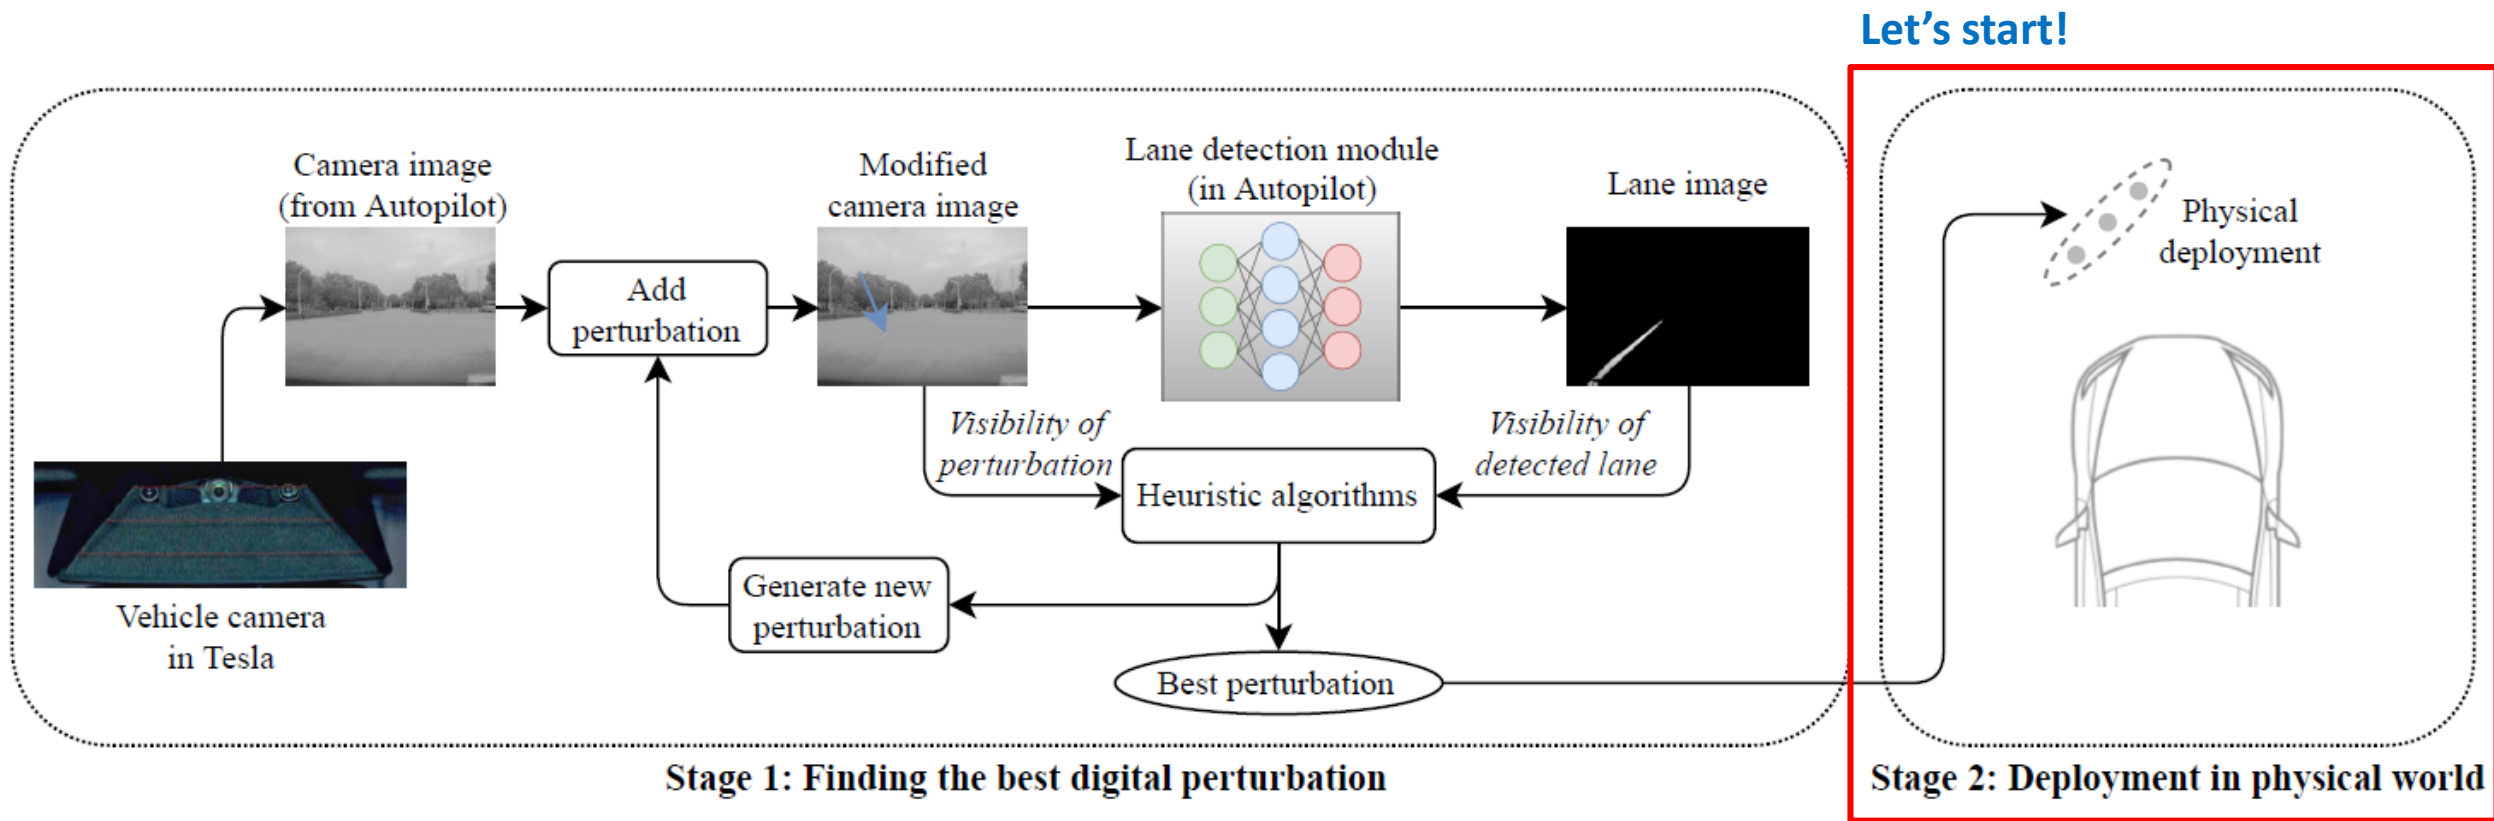 Let's start!
Camera image
(from Autopilot)
Add
perturbation
Modified
camera image
Lane detection module
(in Autopilot)
Lane image
Physical
deployment
Visibility of
perturbation
Visibility of
detected lane
Heuristic algorithms
Generate new
perturbation
Vehicle camera
in Tesla
Best perturbation
Stage 1: Finding the best digital perturbation
Stage 2: Deployment in physical world